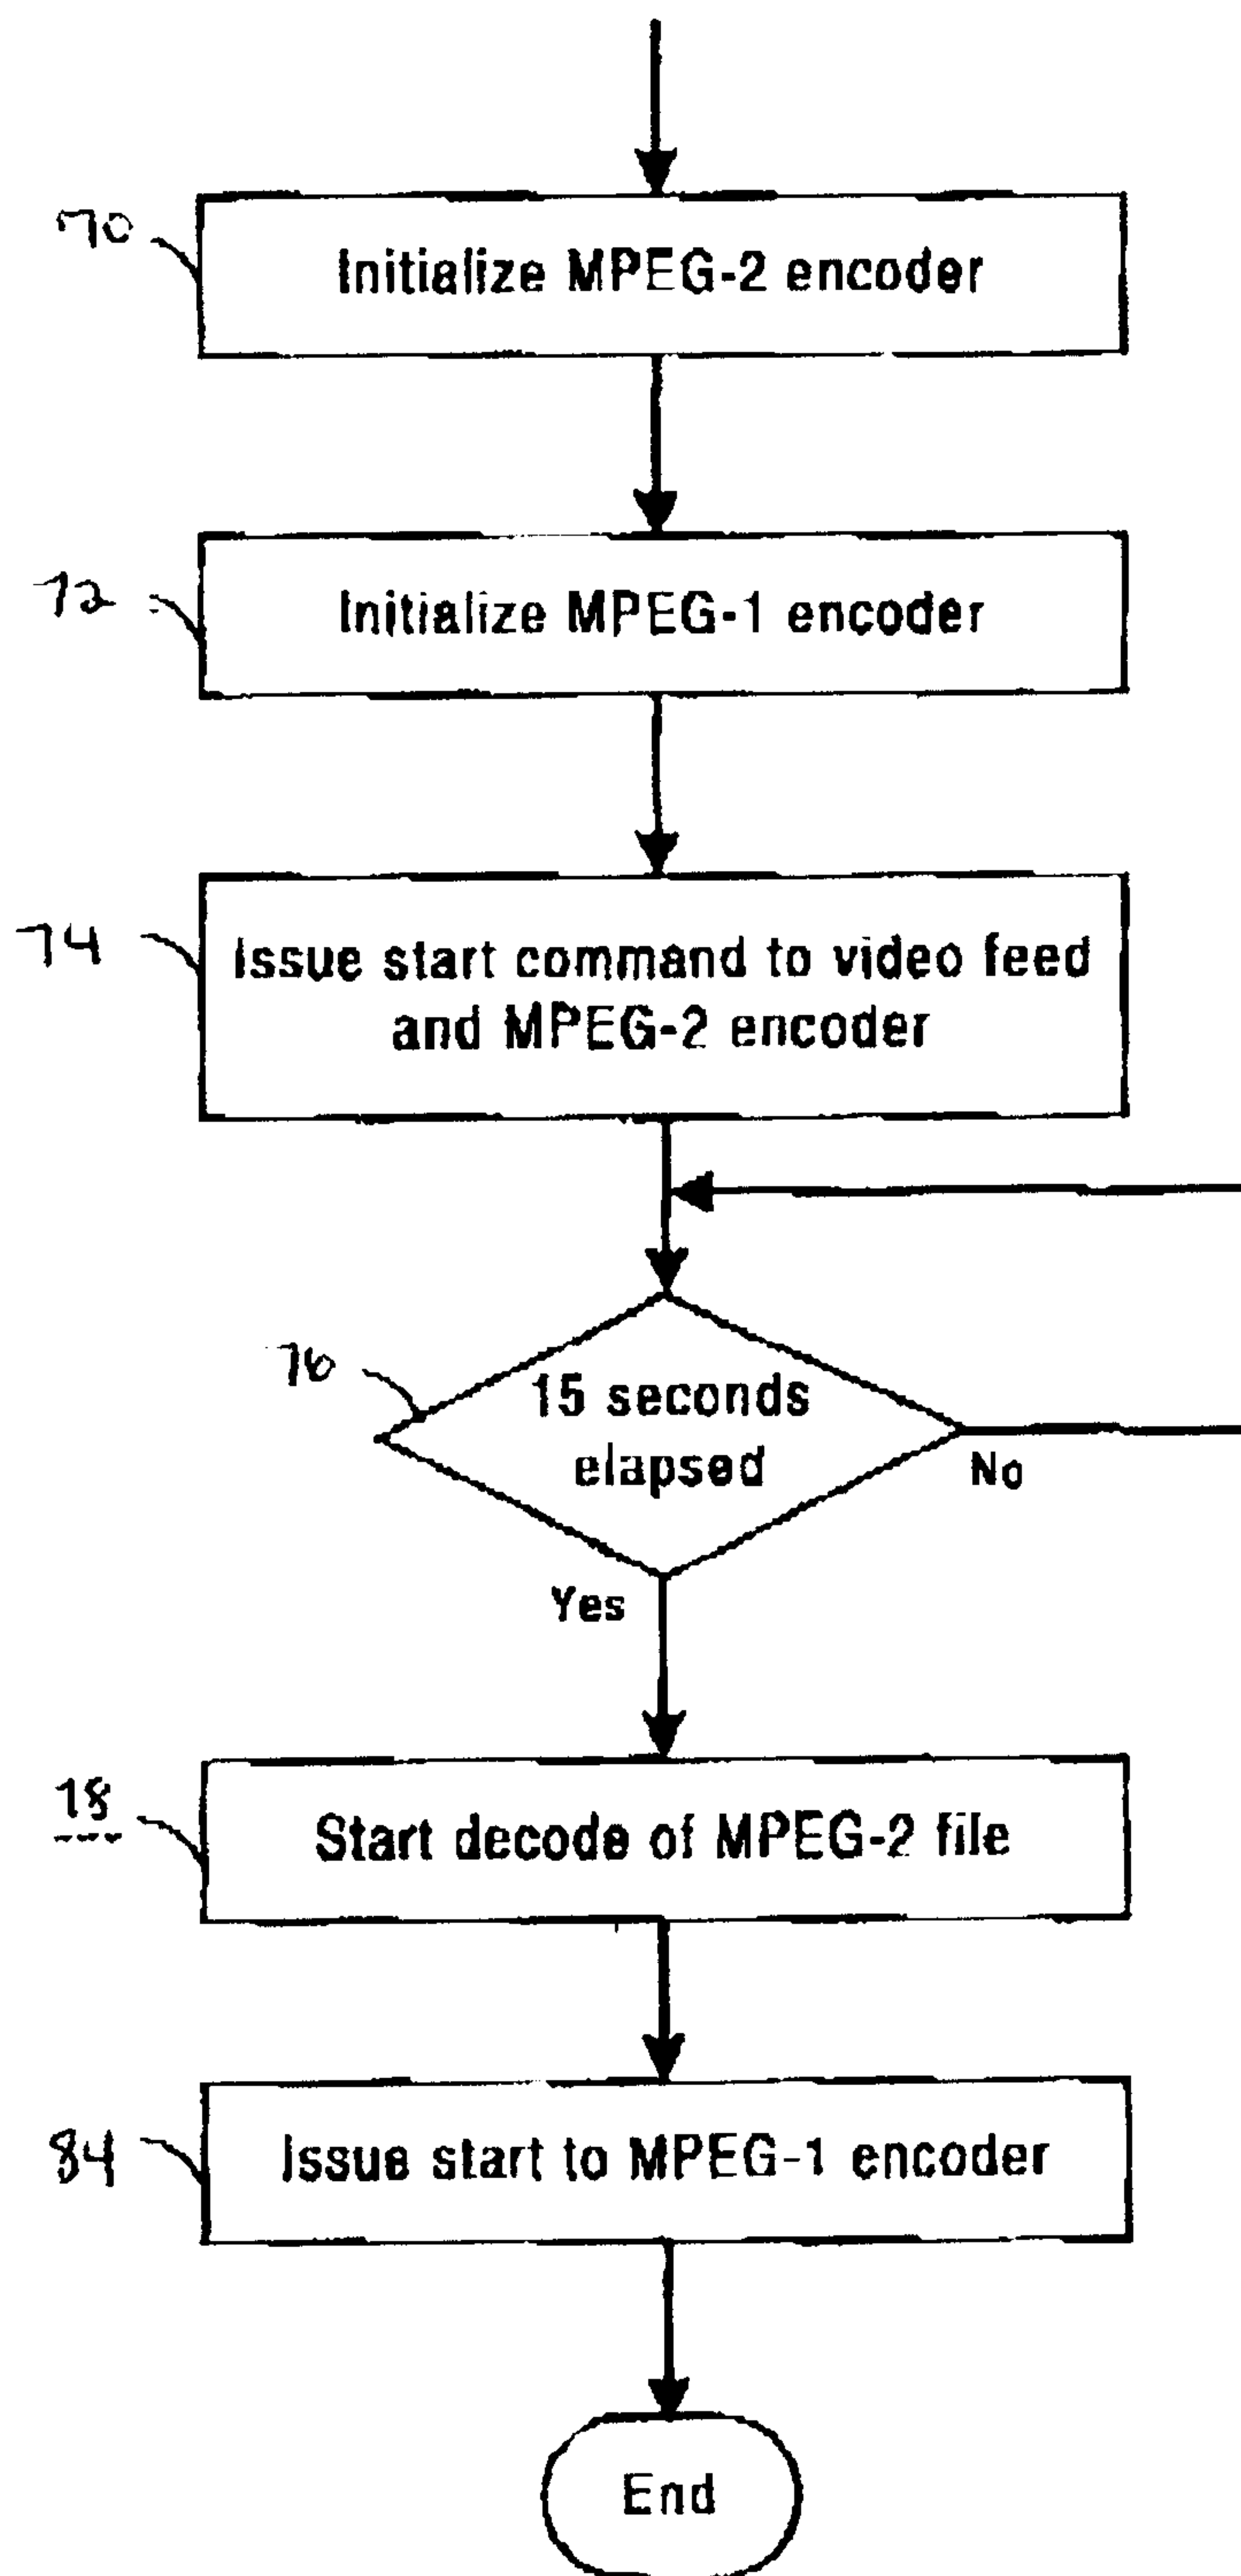 70
Initialize MPEG-2 encoder
72
Initialize MPEG-1 encoder
74
Issue start command to video feed
and MPEG-2 encoder
76
15 seconds
elapsed
No
Yes
78
Start decode of MPEG-2 file
84
Issue start to MPEG-1 encoder
End